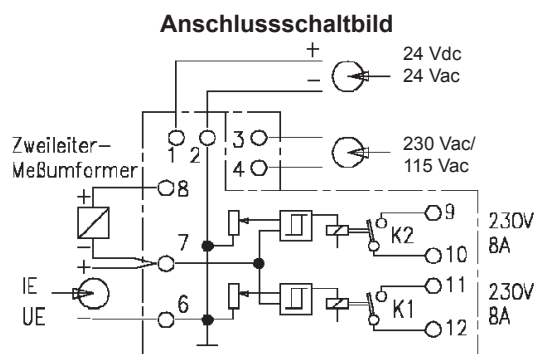 Anschlussschaltbild
+ 24 Vdc
− 24 Vac
1 2 3 230 Vac/
4 115 Vac
Zweileiter-
Meßumformer
8
+
−
7
+
IE
UE − 6
K2 9 230V
10 8A
K1 11 230V
12 8A